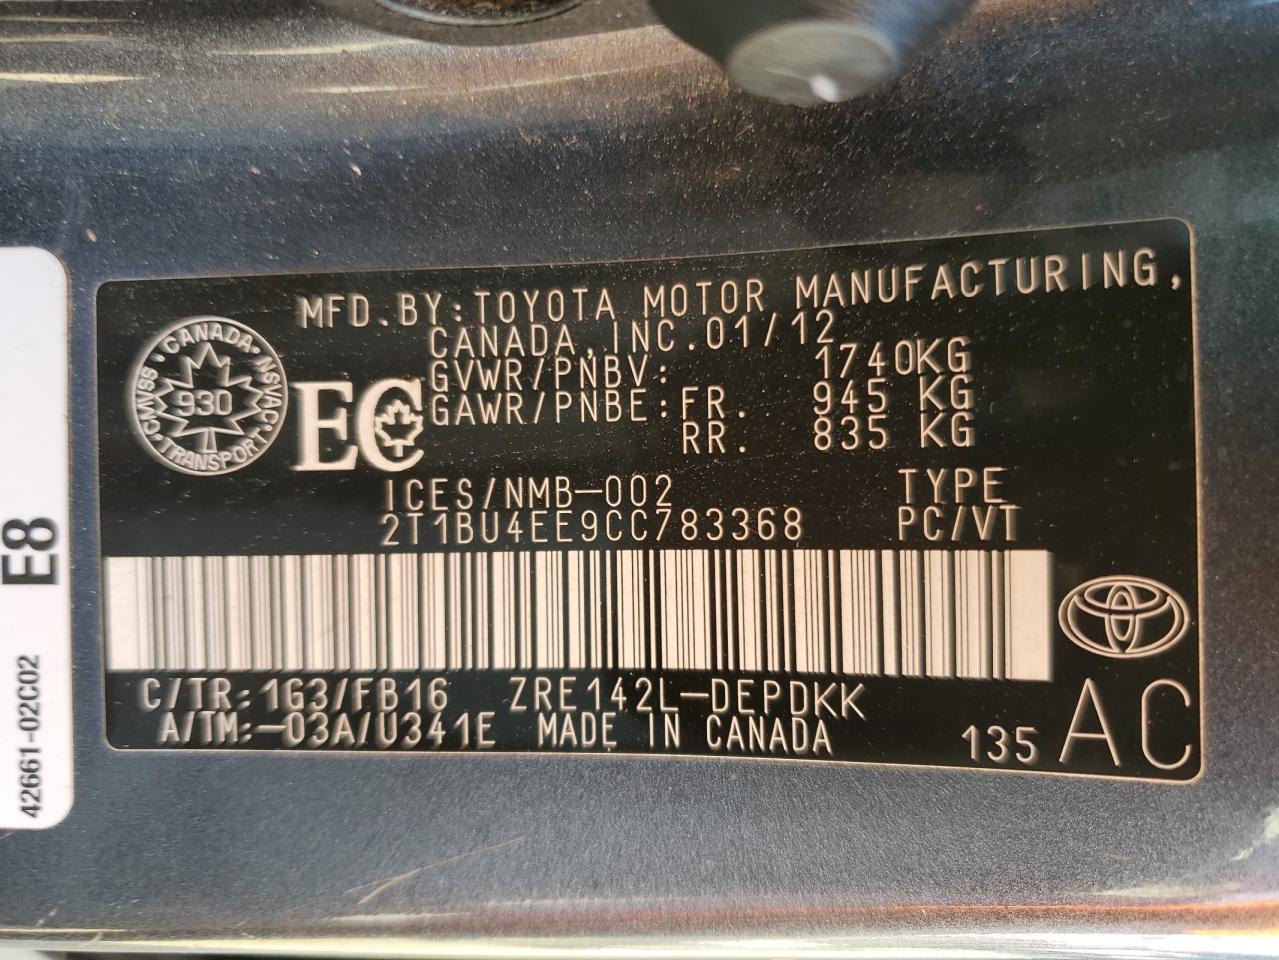 MFD.BY:TOYOTA MOTOR MANUFACTURING,
CANADA,INC.01/12
GVWR/PNBV: 1740KG
GAWR/PNBE:FR. 945 KG
RR. 835 KG
CANADA
CMVSS 930 NSVAC
TRANSPORT
EC
ICES/NMB-002 TYPE
2T1BU4EE9CC783368 PC/VT
C/TR:1G3/FB16 ZRE142L-DEPDKK
A/TM:-03A/U341E MADE IN CANADA 135 AC
E8
42661-02C02